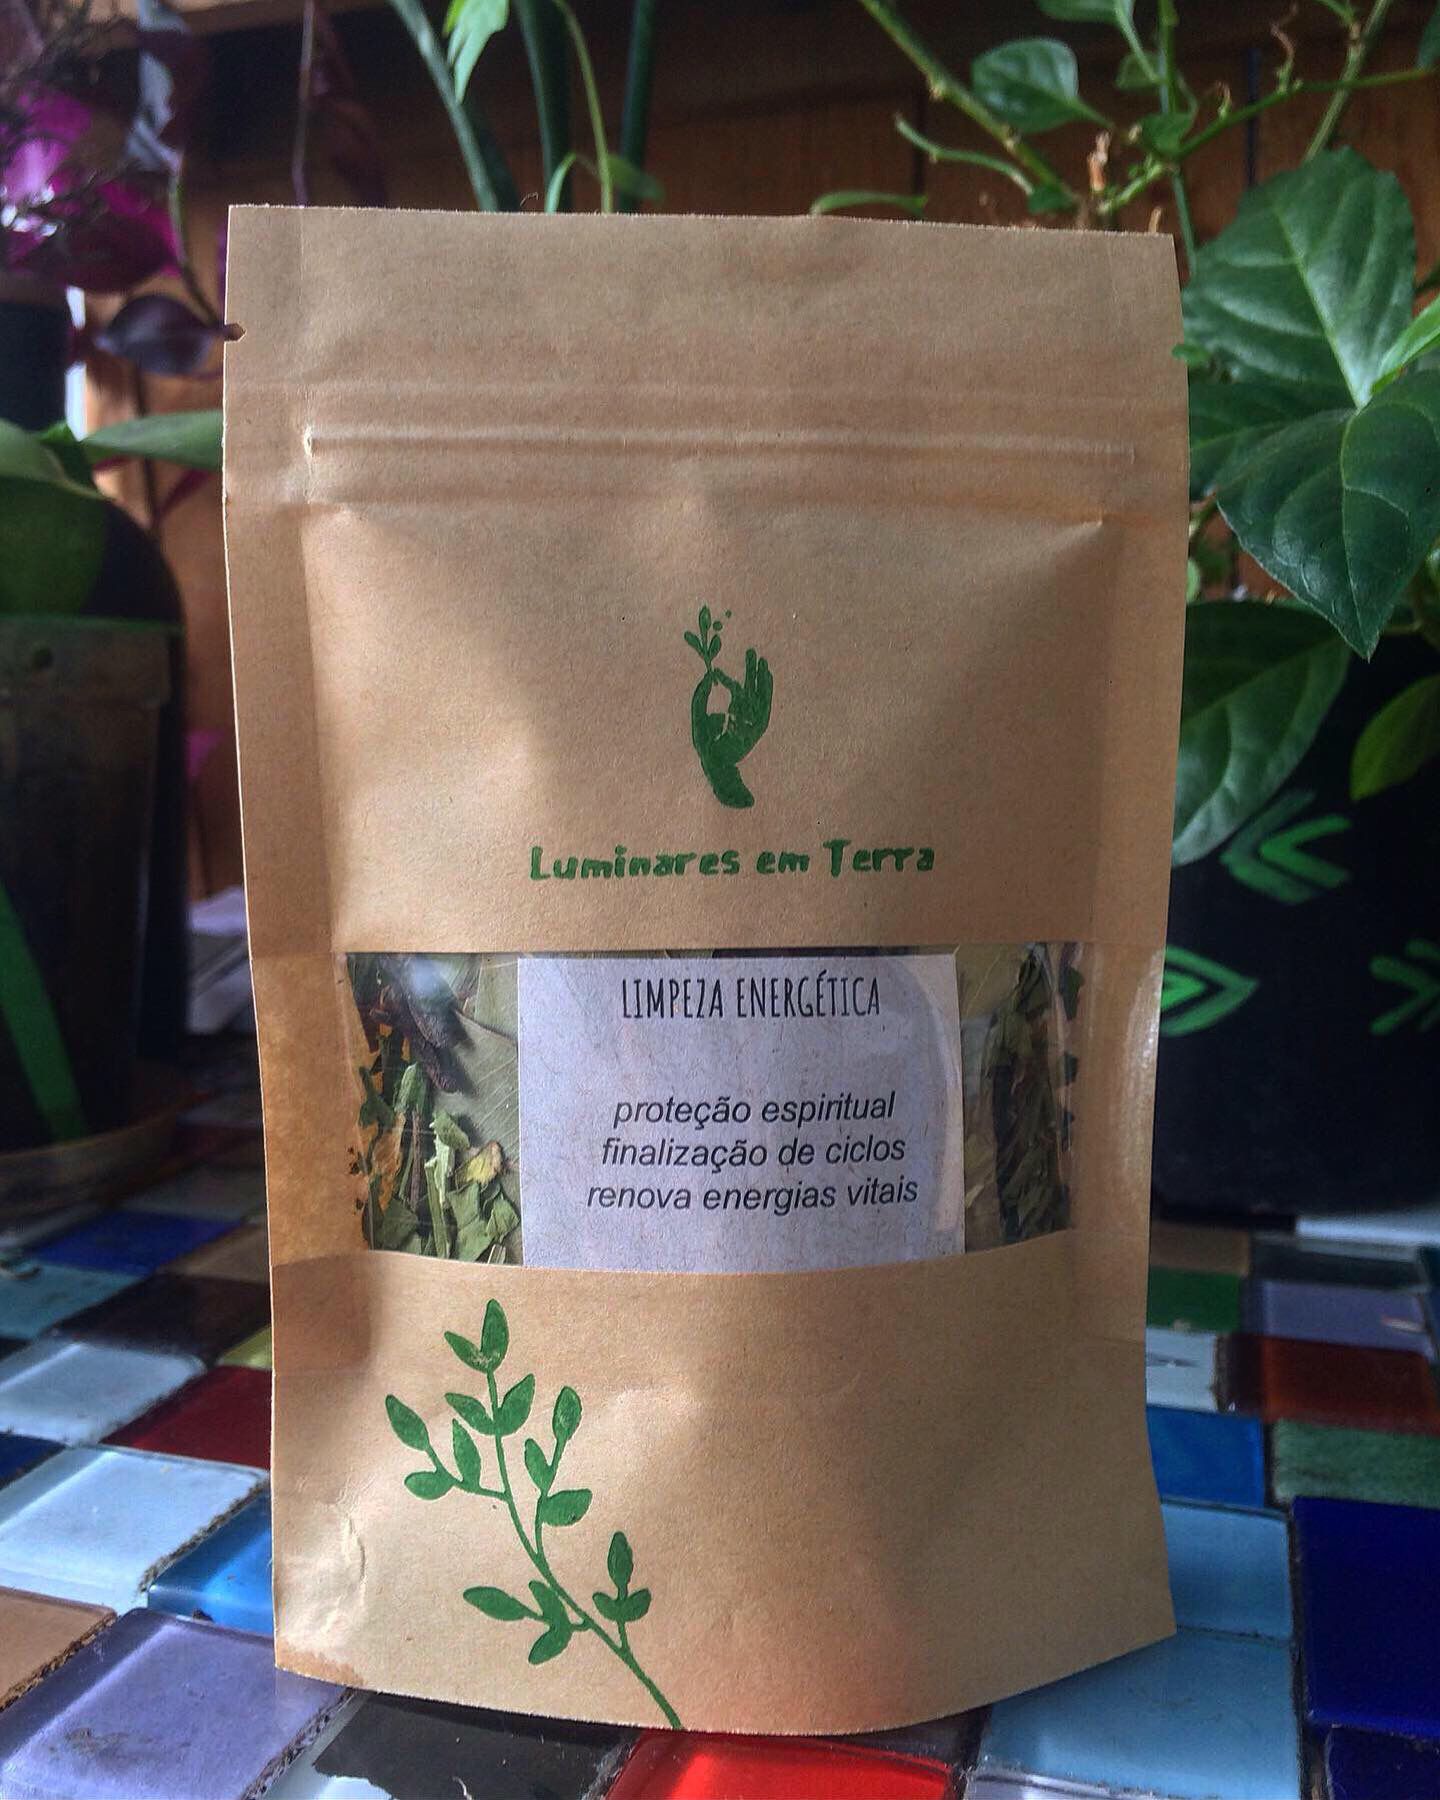 Luminares em Terra
LIMPEZA ENERGÉTICA
proteção espiritual
finalização de ciclos
renova energias vitais